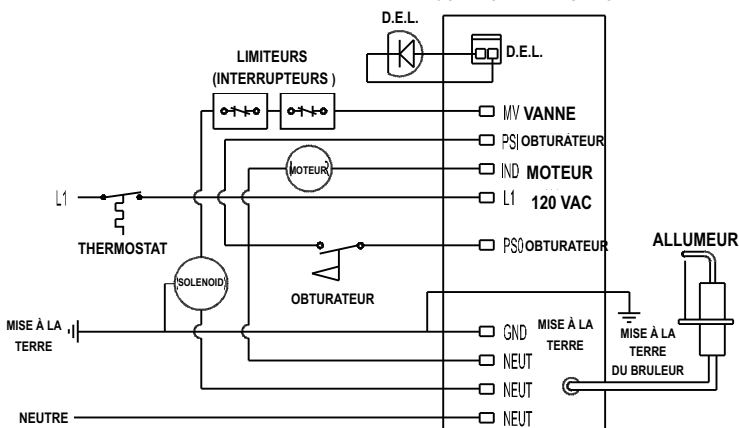 D.E.L.
D.E.L.
LIMITEURS
(INTERRUPTEURS )
MV VANNE
PSI OBTURATEUR
MOTEUR
IND MOTEUR
L1
L1 120 VAC
THERMOSTAT
PSO OBTURATEUR
ALLUMEUR
SOLENOID
OBTURATEUR
MISE À LA
TERRE
GND
MISE À LA
TERRE
MISE À LA
TERRE
DU BRULEUR
NEUT
NEUT
NEUTRE
NEUT